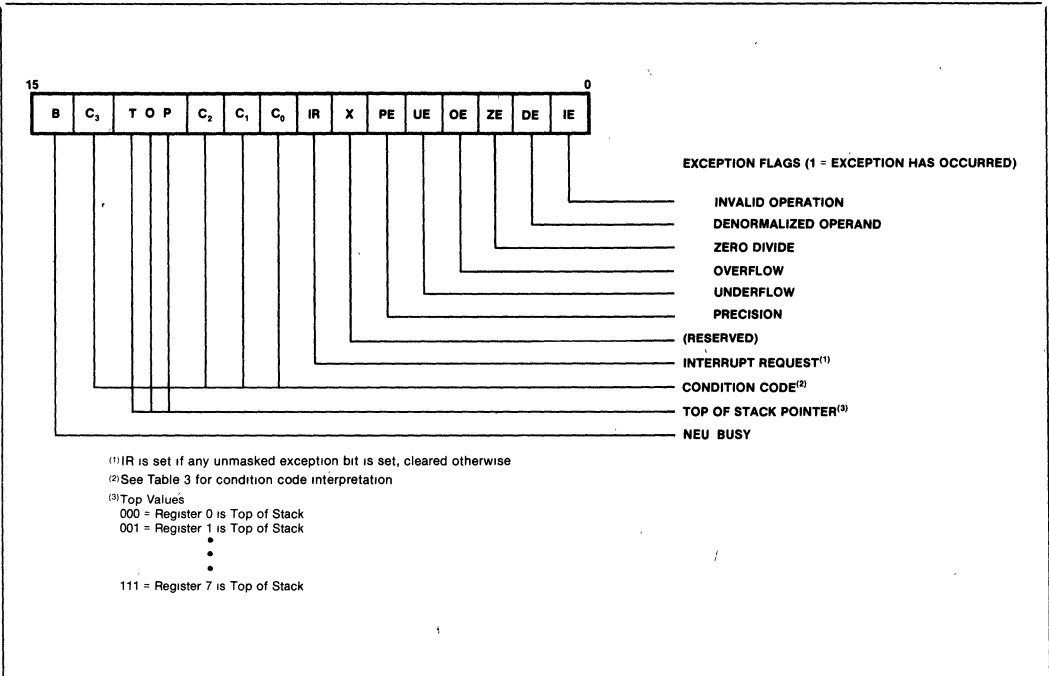 15 0
B C₃ T O P C₂ C₁ C₀ IR X PE UE OE ZE DE IE
EXCEPTION FLAGS (1 = EXCEPTION HAS OCCURRED)
INVALID OPERATION
DENORMALIZED OPERAND
ZERO DIVIDE
OVERFLOW
UNDERFLOW
PRECISION
(RESERVED)
INTERRUPT REQUEST(1)
CONDITION CODE(2)
TOP OF STACK POINTER(3)
NEU BUSY
(1)IR is set if any unmasked exception bit is set, cleared otherwise
(2)See Table 3 for condition code interpretation
(3)Top Values
000 = Register 0 is Top of Stack
001 = Register 1 is Top of Stack
•
•
•
111 = Register 7 is Top of Stack